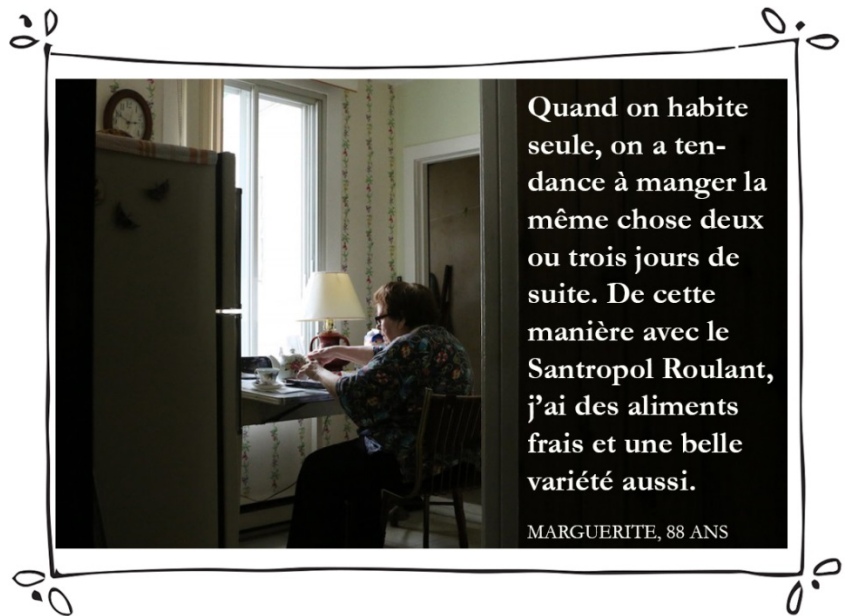 Quand on habite
seule, on a ten-
dance à manger la
même chose deux
ou trois jours de
suite. De cette
manière avec le
Santropol Roulant,
j’ai des aliments
frais et une belle
variété aussi.
MARGUERITE, 88 ANS